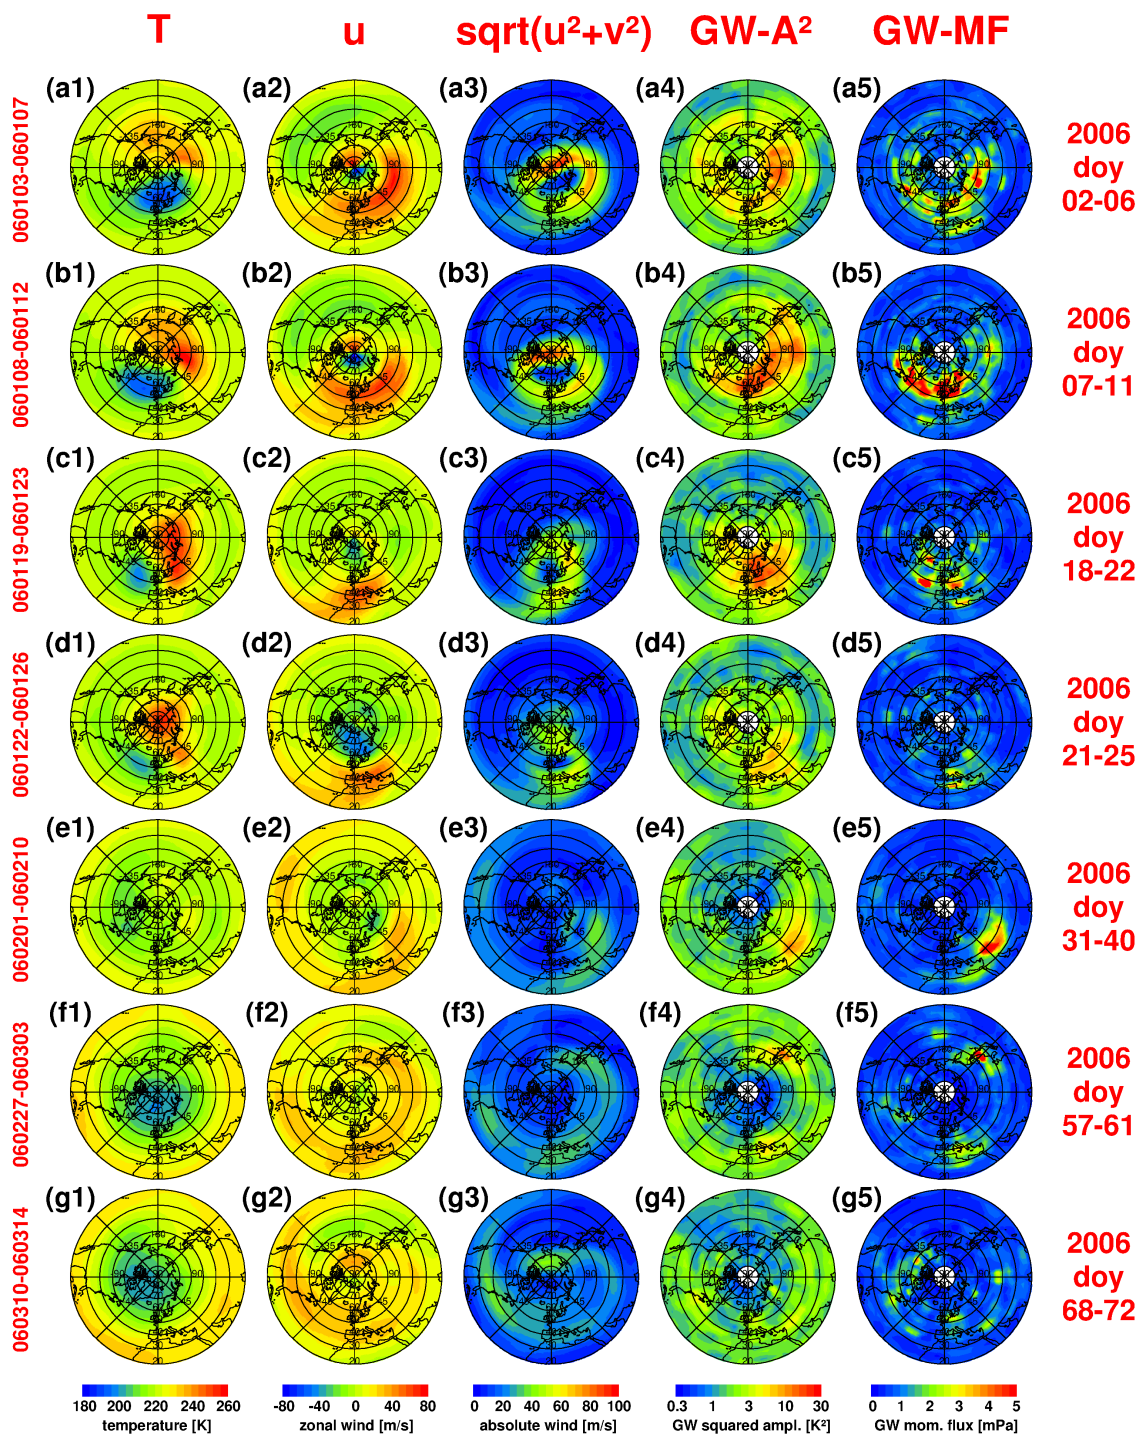 T u sqrt(u²+v²) GW-A² GW-MF
060103-060107
(a1) (a2) (a3) (a4) (a5)
2006
doy
02-06
060108-060112
(b1) (b2) (b3) (b4) (b5)
2006
doy
07-11
060119-060123
(c1) (c2) (c3) (c4) (c5)
2006
doy
18-22
060122-060126
(d1) (d2) (d3) (d4) (d5)
2006
doy
21-25
060201-060210
(e1) (e2) (e3) (e4) (e5)
2006
doy
31-40
060227-060303
(f1) (f2) (f3) (f4) (f5)
2006
doy
57-61
060310-060314
(g1) (g2) (g3) (g4) (g5)
2006
doy
68-72
180 200 220 240 260
temperature [K]
-80 -40 0 40 80
zonal wind [m/s]
0 20 40 60 80 100
absolute wind [m/s]
0.3 1 3 10 30
GW squared ampl. [K²]
0 1 2 3 4 5
GW mom. flux [mPa]